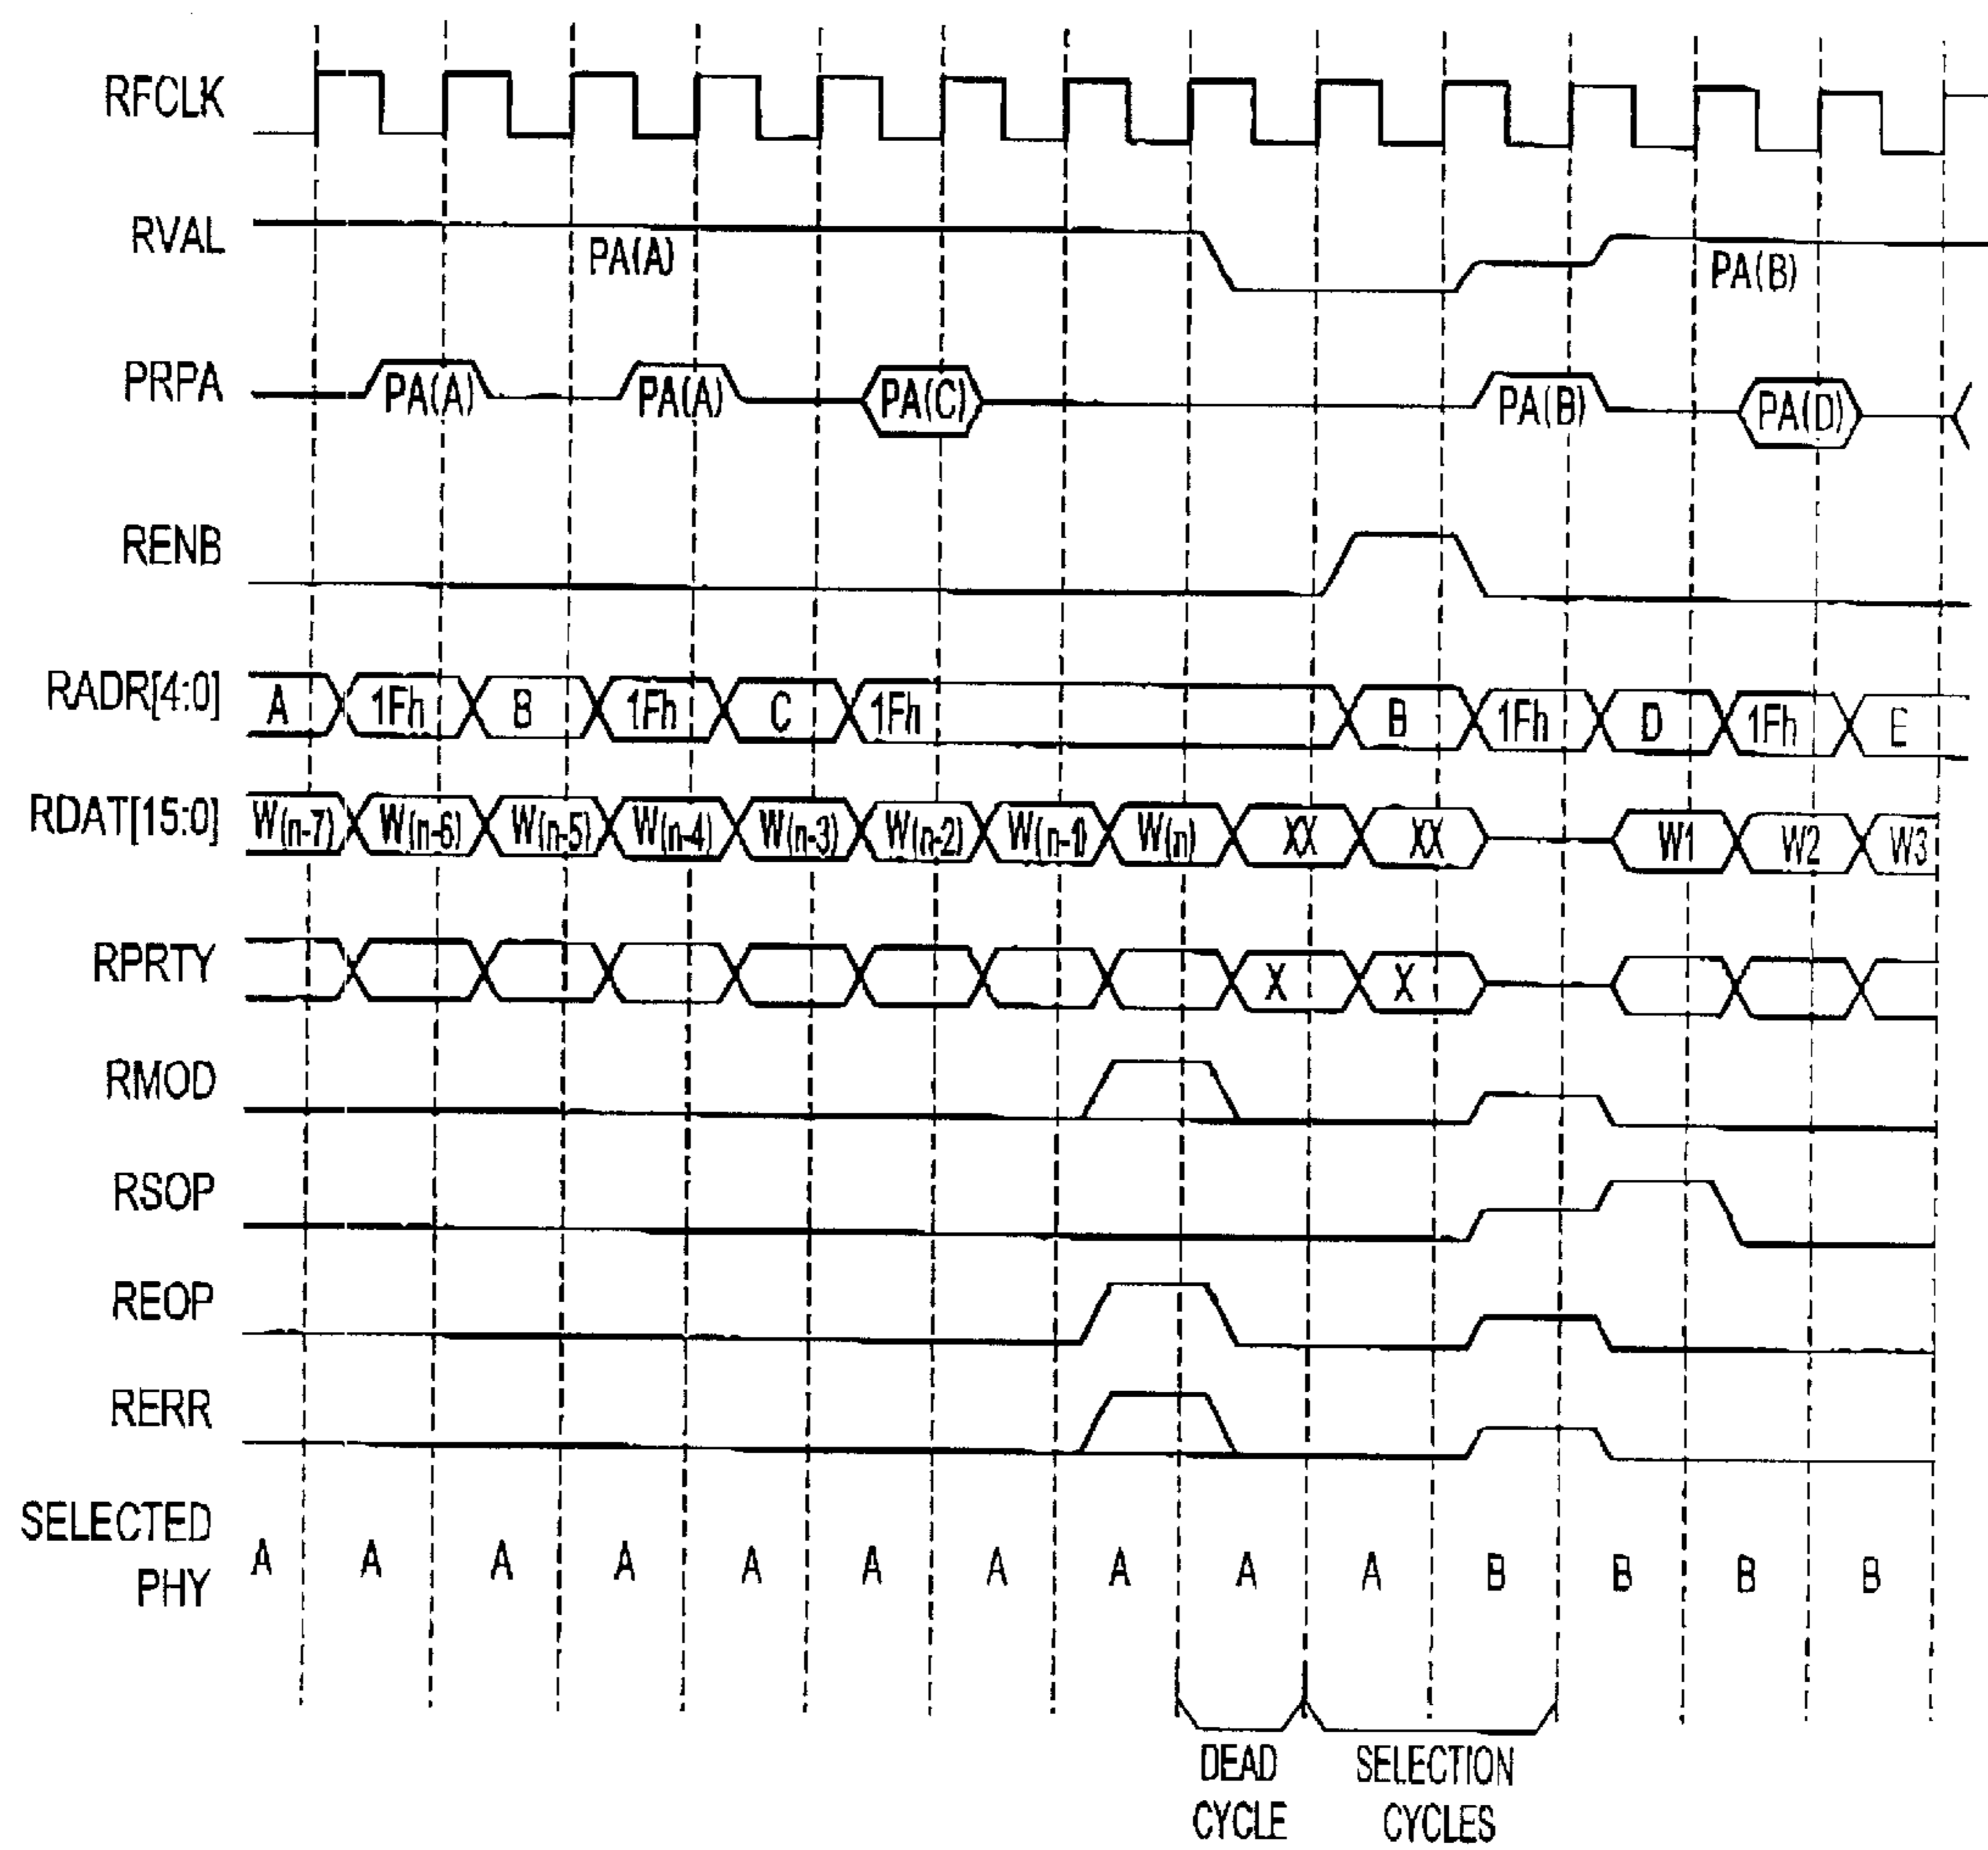 RFCLK
RVAL
PA(A)
PA(B)
PRPA
PA(A)
PA(A)
PA(C)
PA(B)
PA(D)
RENB
RADR[4:0]
A
1Fh
B
1Fh
C
1Fh
B
1Fh
D
1Fh
E
RDAT[15:0]
W(n-7)
W(n-6)
W(n-5)
W(n-4)
W(n-3)
W(n-2)
W(n-1)
W(n)
XX
XX
W1
W2
W3
RPRTY
X
X
RMOD
RSOP
REOP
RERR
SELECTED
PHY
A
A
A
A
A
A
A
A
A
A
B
B
B
B
DEAD
CYCLE
SELECTION
CYCLES